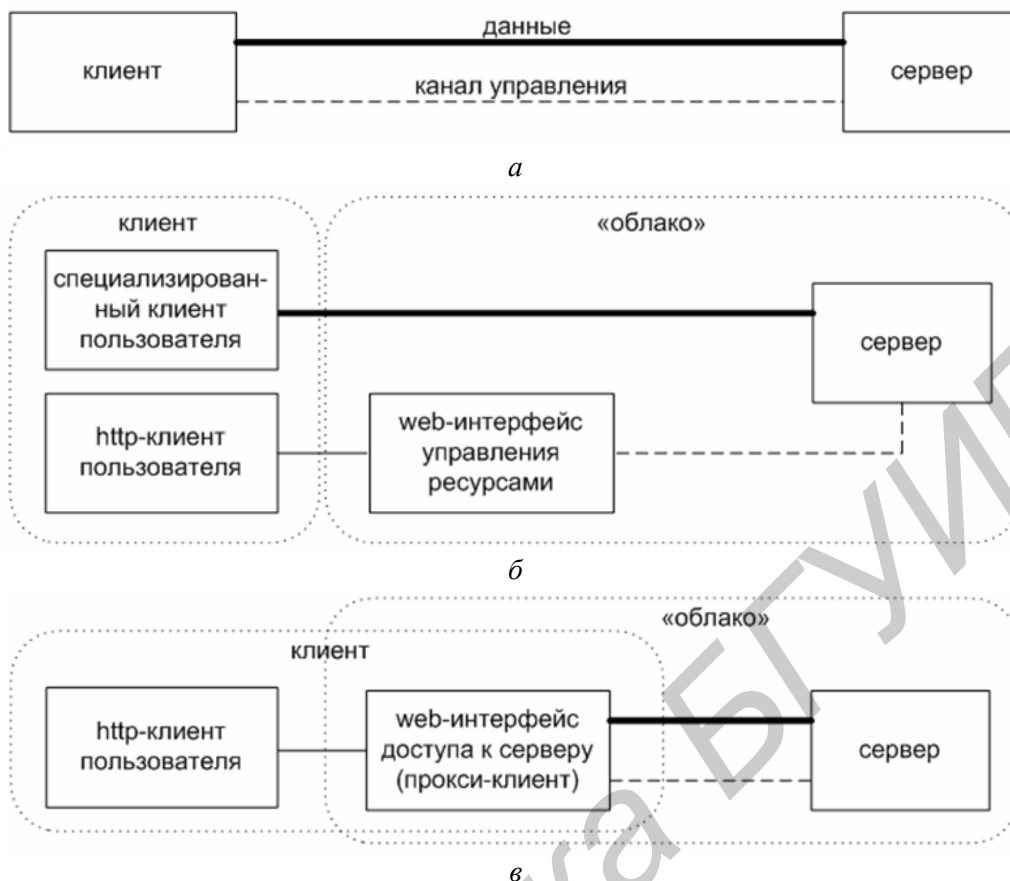 данные
клиент
сервер
канал управления
а
клиент
«облако»
специализирован-
ный клиент
пользователя
сервер
http-клиент
пользователя
web-интерфейс
управления
ресурсами
б
«облако»
клиент
http-клиент
пользователя
web-интерфейс
доступа к серверу
(прокси-клиент)
сервер
в